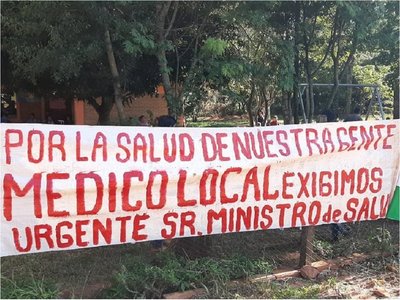 POR LA SALUD DE NUESTRA GENTE
MEDICO LOCAL EXIGIMOS
URGENTE SR. MINISTRO de SALU